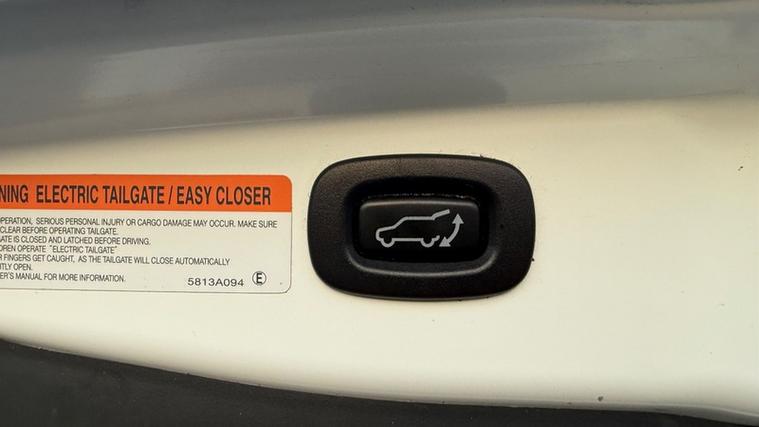 NING ELECTRIC TAILGATE / EASY CLOSER
OPERATION, SERIOUS PERSONAL INJURY OR CARGO DAMAGE MAY OCCUR. MAKE SURE
CLEAR BEFORE OPERATING TAILGATE.
GATE IS CLOSED AND LATCHED BEFORE DRIVING.
DREN OPERATE "ELECTRIC TAILGATE"
R FINGERS GET CAUGHT, AS THE TAILGATE WILL CLOSE AUTOMATICALLY
TLY OPEN.
ER'S MANUAL FOR MORE INFORMATION.
5813A094 E